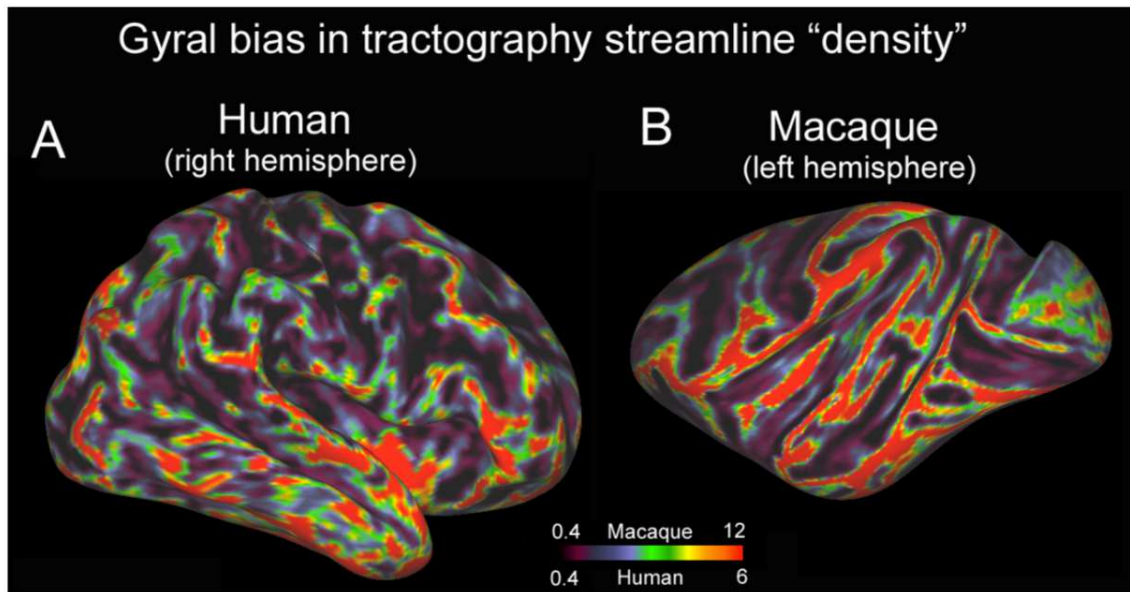 Gyral bias in tractography streamline “density”
A
Human
(right hemisphere)
B
Macaque
(left hemisphere)
0.4 Macaque 12
0.4 Human 6